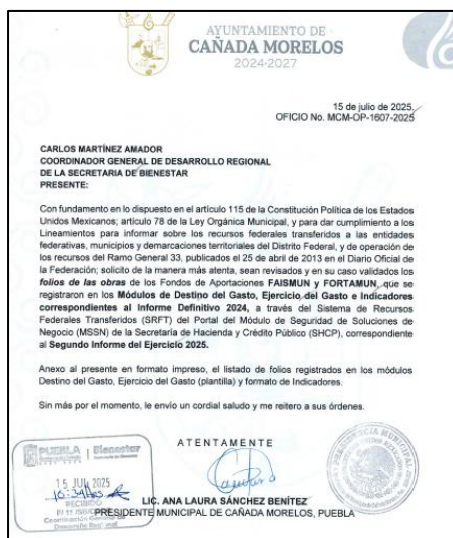 AYUNTAMIENTO DE
CAÑADA MORELOS
2024-2027
15 de julio de 2025.
OFICIO No. MCM-OP-1607-2025
CARLOS MARTÍNEZ AMADOR
COORDINADOR GENERAL DE DESARROLLO REGIONAL
DE LA SECRETARIA DE BIENESTAR
PRESENTE:
Con fundamento en lo dispuesto en el artículo 115 de la Constitución Política de los Estados
Unidos Mexicanos; artículo 78 de la Ley Orgánica Municipal, y para dar cumplimiento a los
Lineamientos para informar sobre los recursos federales transferidos a las entidades
federativas, municipios y demarcaciones territoriales del Distrito Federal, y de operación de
los recursos del Ramo General 33, publicados el 25 de abril de 2013 en el Diario Oficial de
la Federación; solicito de la manera más atenta, sean revisados y en su caso validados los
folios de las obras de los Fondos de Aportaciones FAISMUN y FORTAMUN, que se
registraron en los Módulos de Destino del Gasto, Ejercicio del Gasto e Indicadores
correspondientes al Informe Definitivo 2024, a través del Sistema de Recursos
Federales Transferidos (SRFT) del Portal del Módulo de Seguridad de Soluciones de
Negocio (MSSN) de la Secretaría de Hacienda y Crédito Público (SHCP), correspondiente
al Segundo Informe del Ejercicio 2025.
Anexo al presente en formato impreso, el listado de folios registrados en los módulos
Destino del Gasto, Ejercicio del Gasto (plantilla) y formato de Indicadores.
Sin más por el momento, le envío un cordial saludo y me reitero a sus órdenes.
ATENTAMENTE
PUEBLA | Bienestar
15 JUL 2025
10:34 hrs
RECIBIDO
Coordinación General de
Desarrollo Regional
LIC. ANA LAURA SÁNCHEZ BENÍTEZ
PRESIDENTE MUNICIPAL DE CAÑADA MORELOS, PUEBLA
PRESIDENCIA MUNICIPAL